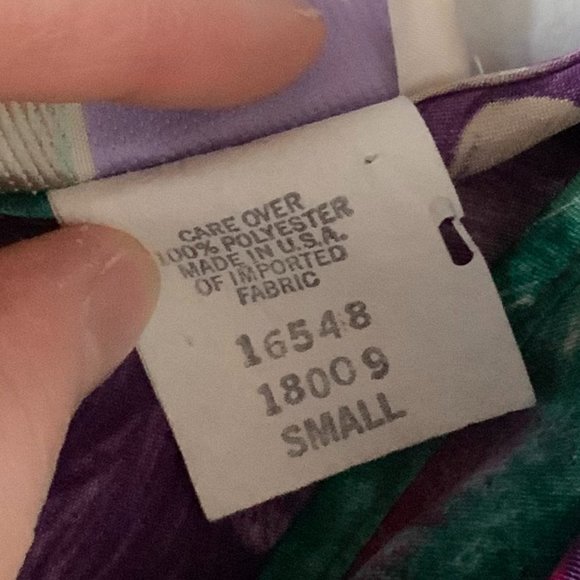 CARE OVER
100% POLYESTER
MADE IN U.S.A.
OF IMPORTED
FABRIC
16548
18009
SMALL